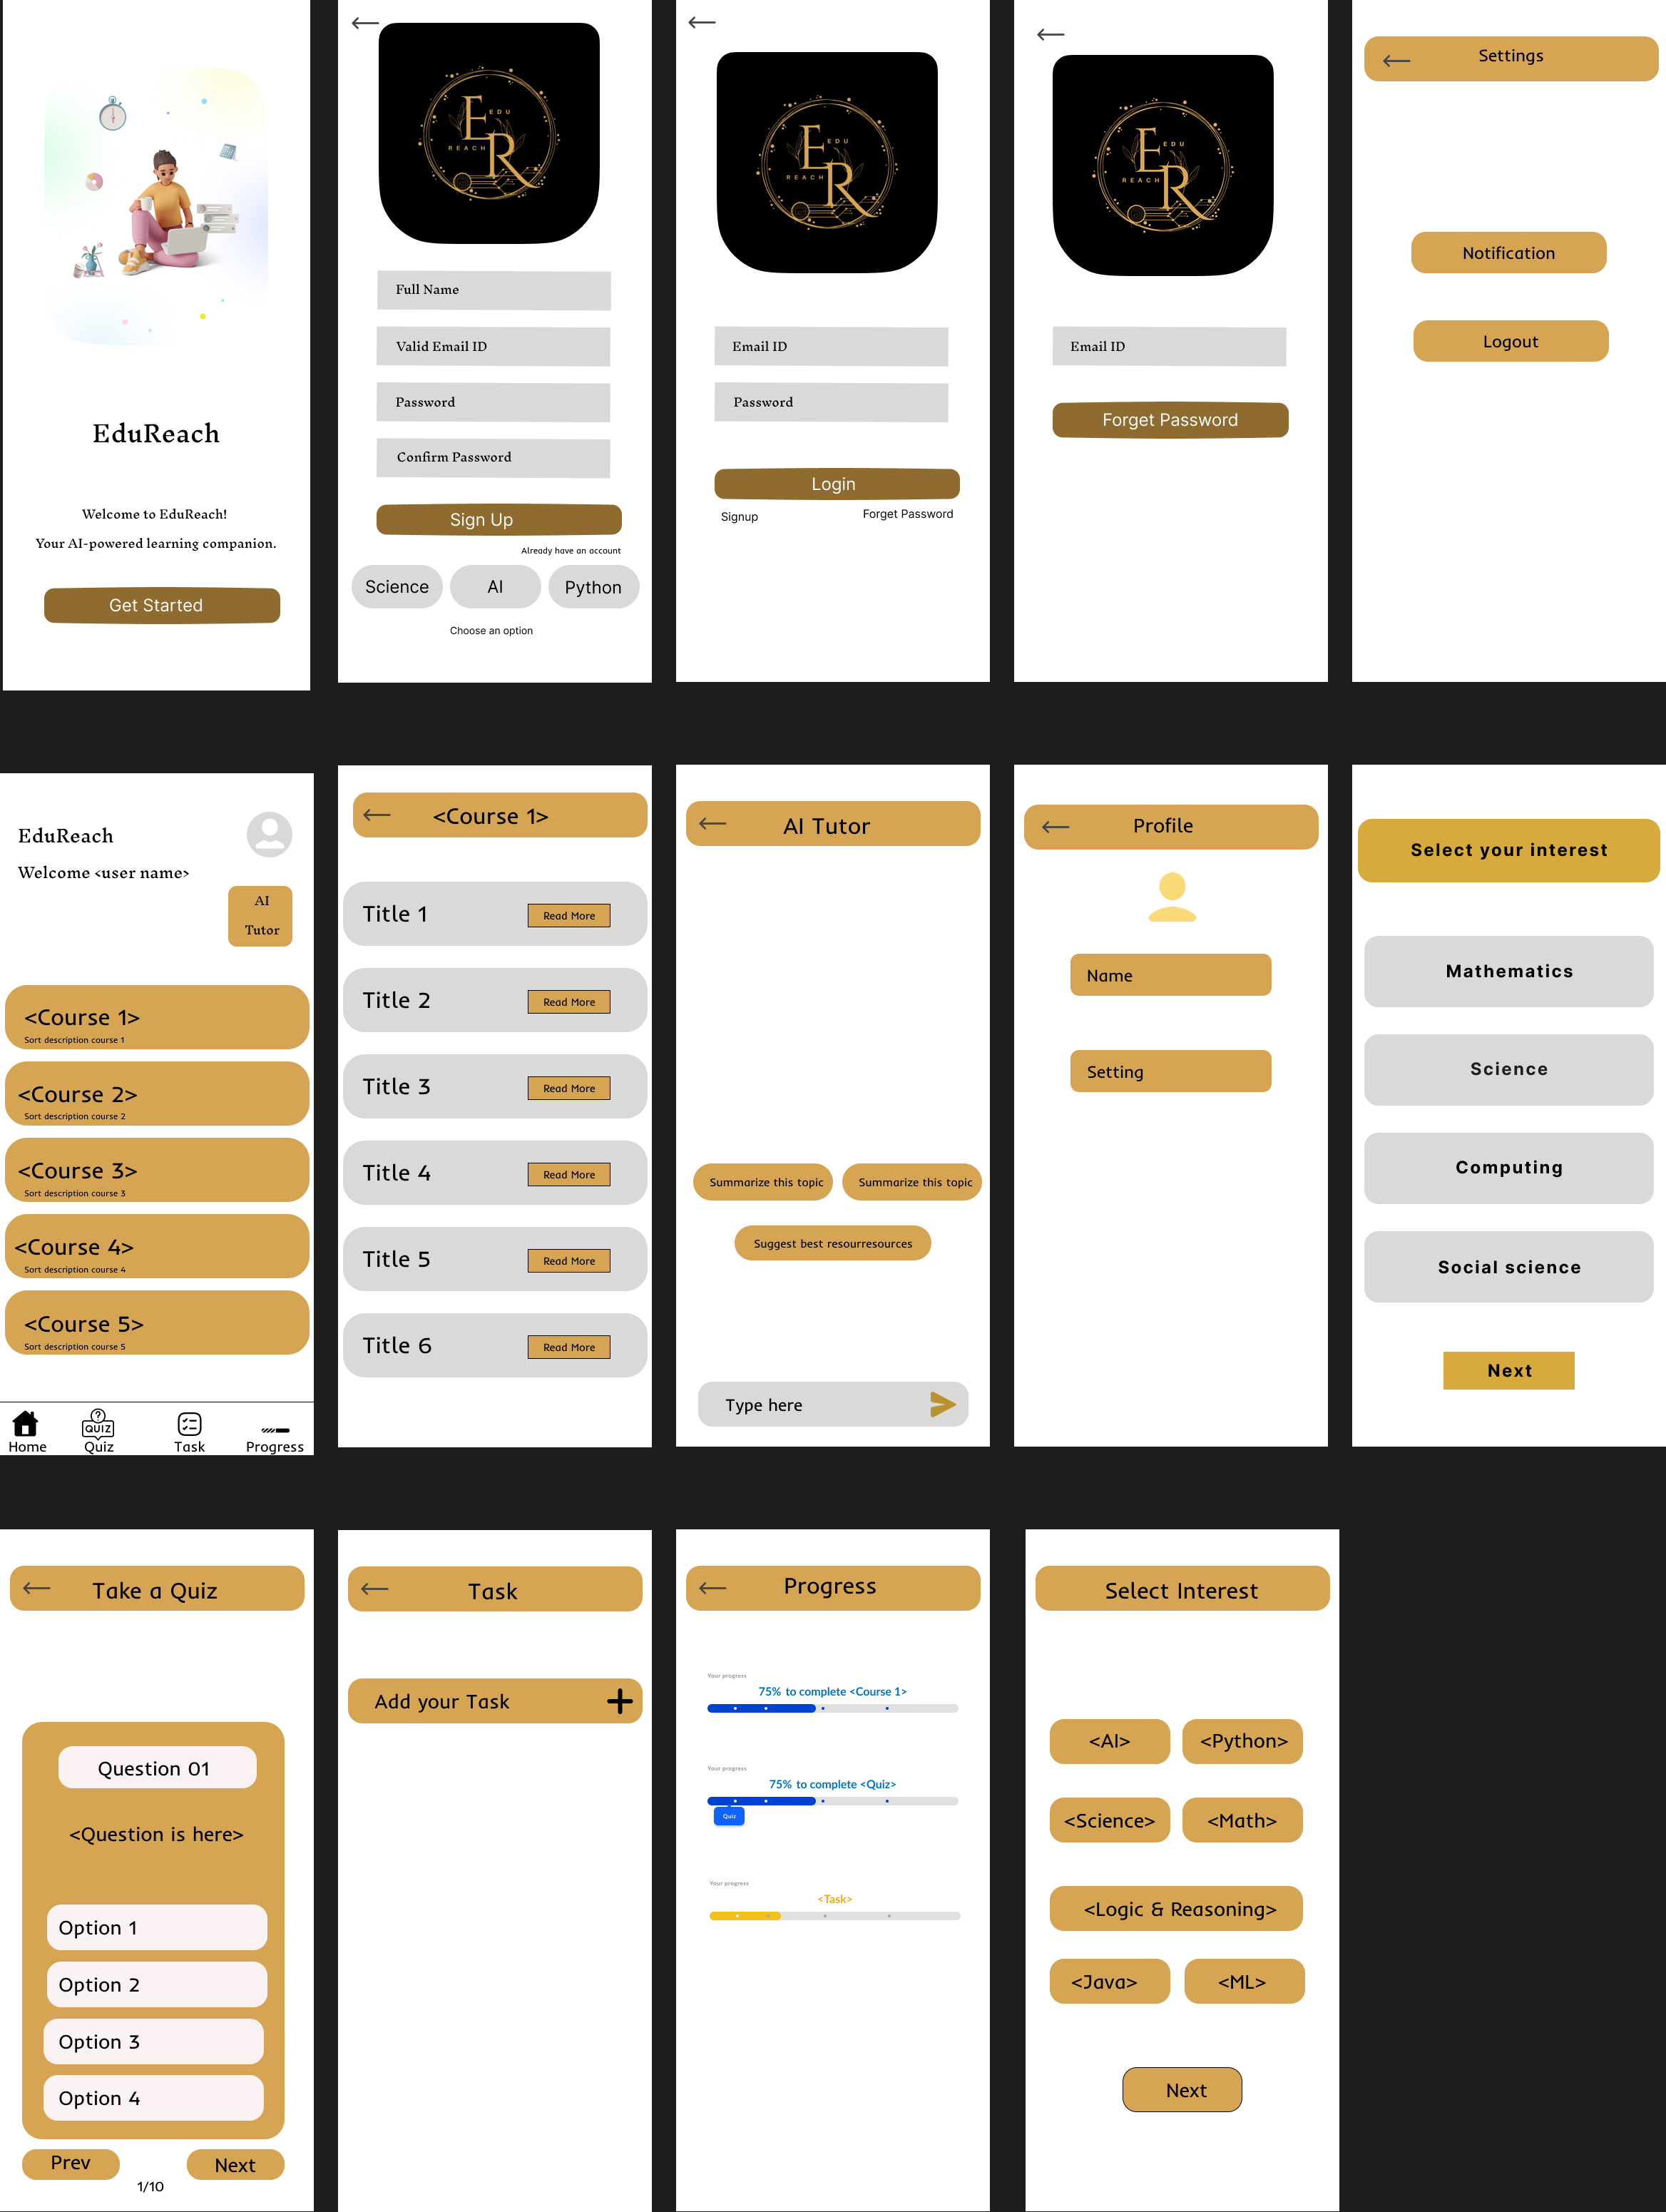 EduReach
Welcome to EduReach!
Your AI-powered learning companion.
Get Started
EDU
REACH
ER
Full Name
Valid Email ID
Password
Confirm Password
Sign Up
Already have an account
Science
AI
Python
Choose an option
EDU
REACH
ER
Email ID
Password
Login
Signup
Forget Password
EDU
REACH
ER
Email ID
Forget Password
Settings
Notification
Logout
EduReach
Welcome <user name>
AI
Tutor
<Course 1>
Sort description course 1
<Course 2>
Sort description course 2
<Course 3>
Sort description course 3
<Course 4>
Sort description course 4
<Course 5>
Sort description course 5
QUIZ
Home
Quiz
Task
Progress
<Course 1>
Title 1
Read More
Title 2
Read More
Title 3
Read More
Title 4
Read More
Title 5
Read More
Title 6
Read More
AI Tutor
Summarize this topic
Summarize this topic
Suggest best resourresources
Type here
Profile
Name
Setting
Select your interest
Mathematics
Science
Computing
Social science
Next
Take a Quiz
Question 01
<Question is here>
Option 1
Option 2
Option 3
Option 4
Prev
Next
1/10
Task
Add your Task
Progress
Your progress
75% to complete <Course 1>
Your progress
75% to complete <Quiz>
Quiz
Your progress
<Task>
Select Interest
<AI>
<Python>
<Science>
<Math>
<Logic & Reasoning>
<Java>
<ML>
Next